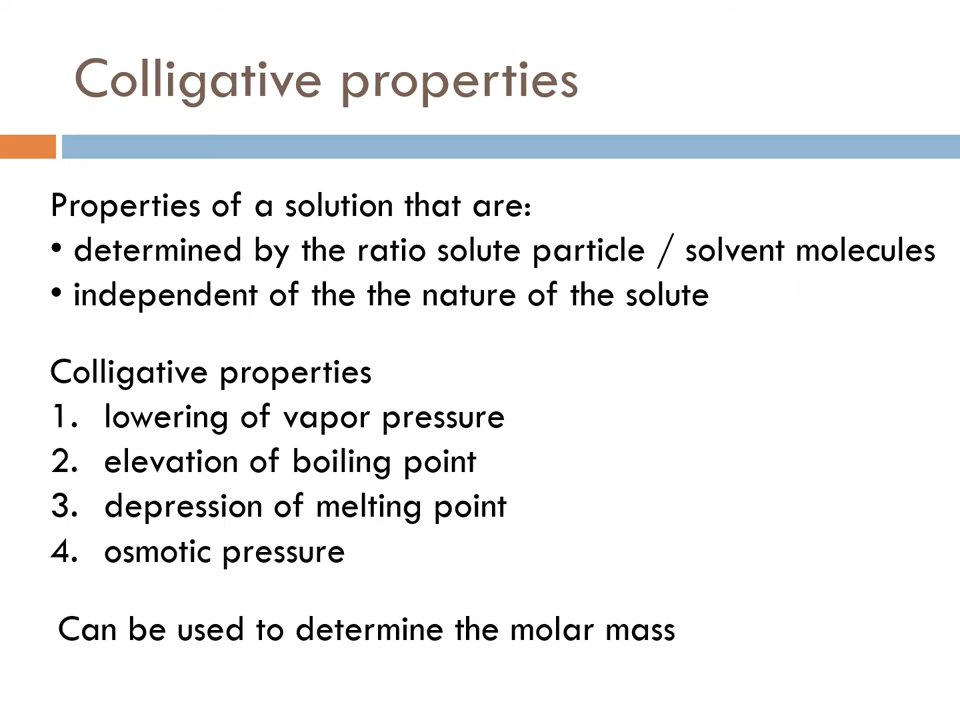 Colligative properties
Properties of a solution that are:
• determined by the ratio solute particle / solvent molecules
• independent of the the nature of the solute
Colligative properties
1. lowering of vapor pressure
2. elevation of boiling point
3. depression of melting point
4. osmotic pressure
Can be used to determine the molar mass